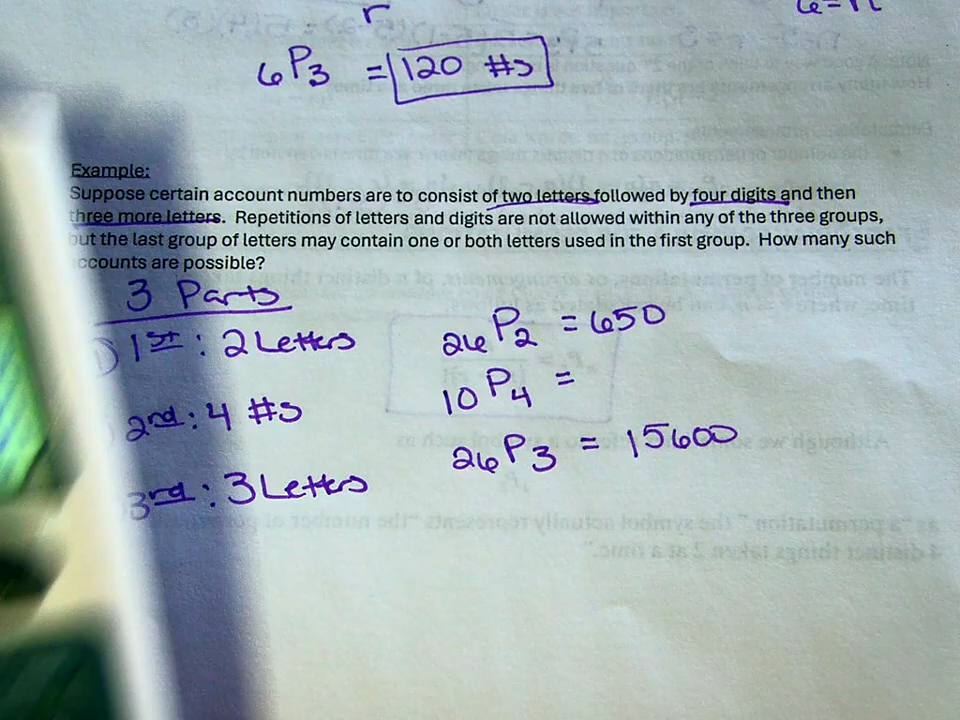 r
6P3 = 120 #s
Example:
Suppose certain account numbers are to consist of two letters followed by four digits and then
three more letters. Repetitions of letters and digits are not allowed within any of the three groups,
but the last group of letters may contain one or both letters used in the first group. How many such
accounts are possible?
3 Parts
1st: 2 Letters 26P2 = 650
2nd: 4 #s 10P4 =
3rd: 3 Letters 26P3 = 15600